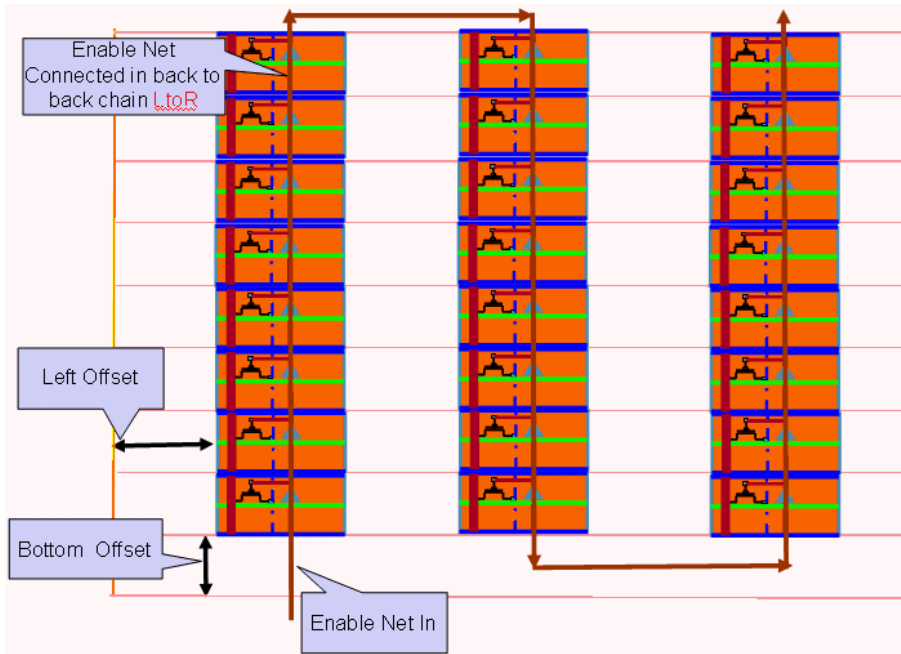 Enable Net
Connected in back to
back chain LtoR
Left Offset
Bottom Offset
Enable Net In